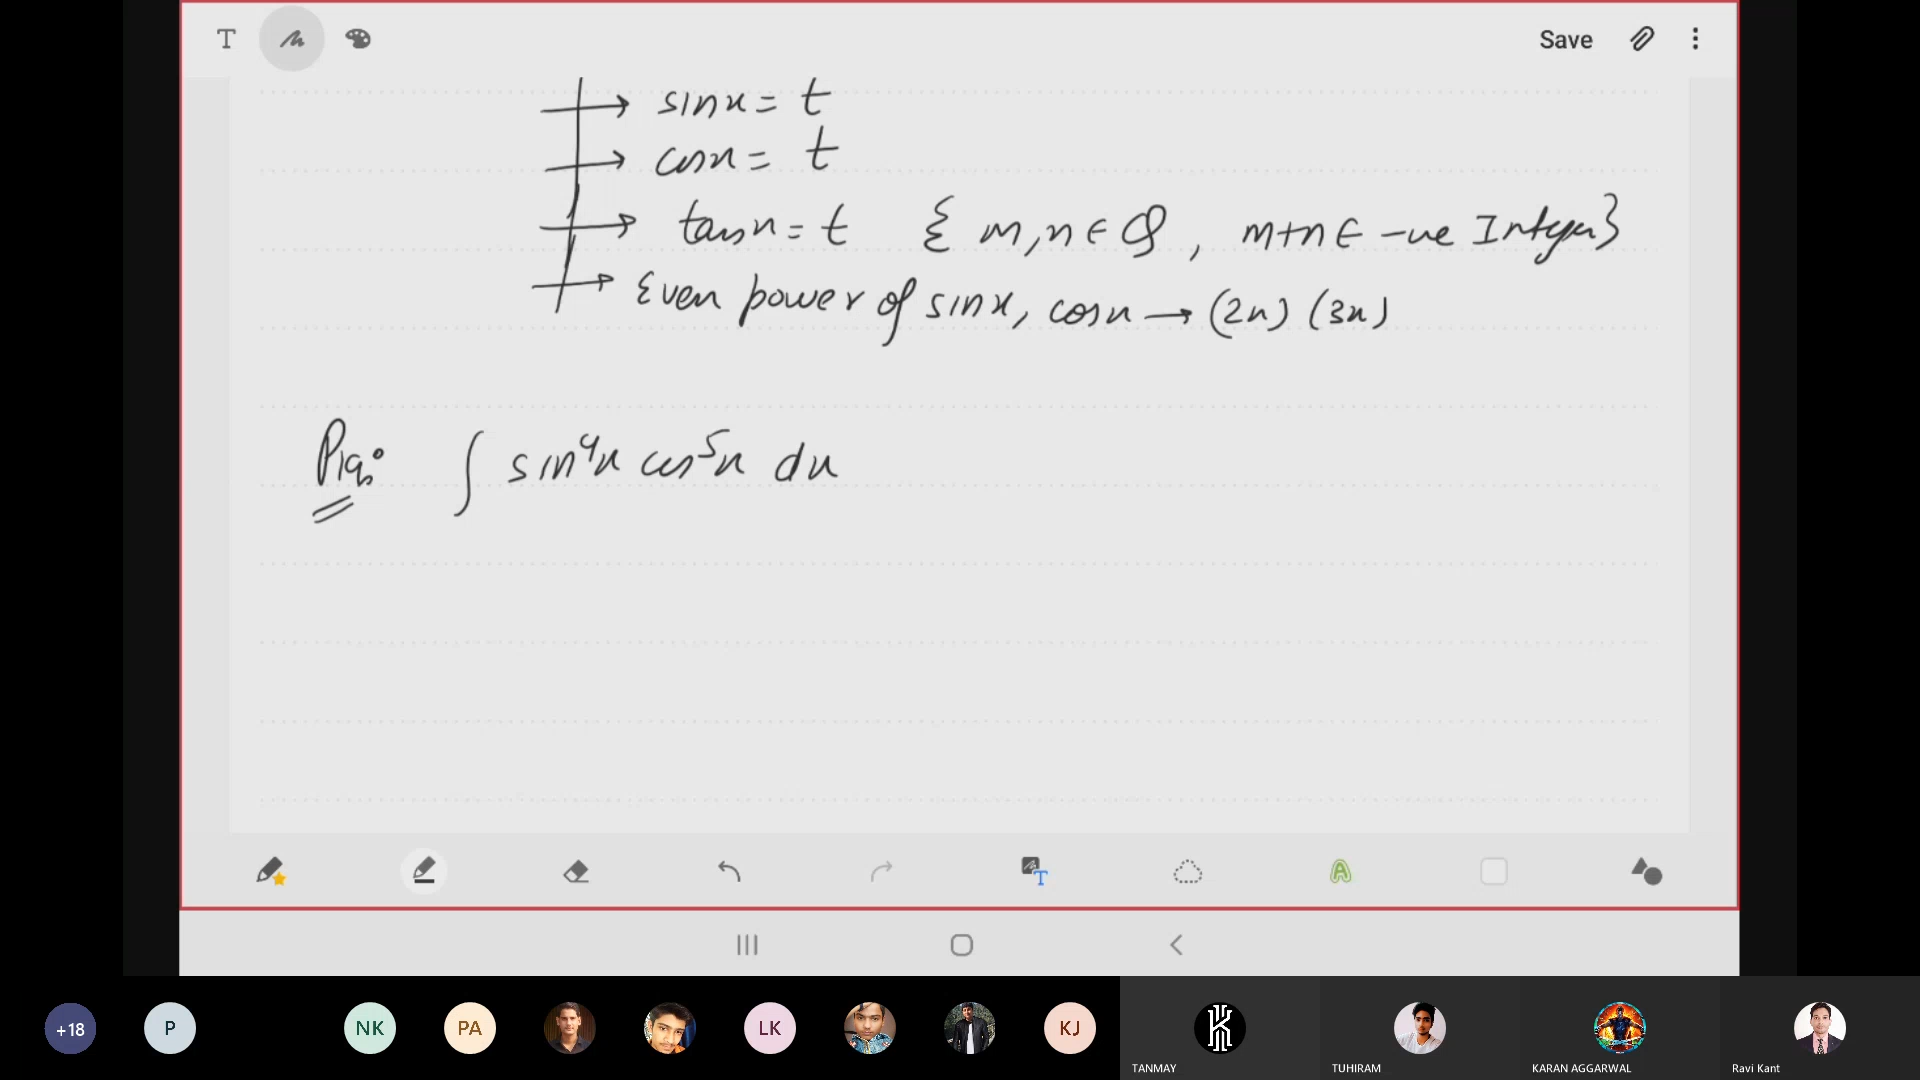 T Save
sinx = t
cosx = t
tanx = t { m,n ∈ Q , m+n ∈ -ve Integer}
Even power of sinx, cosx → (2x) (3x)
∫ sin⁴x cos⁵x dx
A
+18 P NK PA LK KJ
TANMAY TUHIRAM KARAN AGGARWAL Ravi Kant